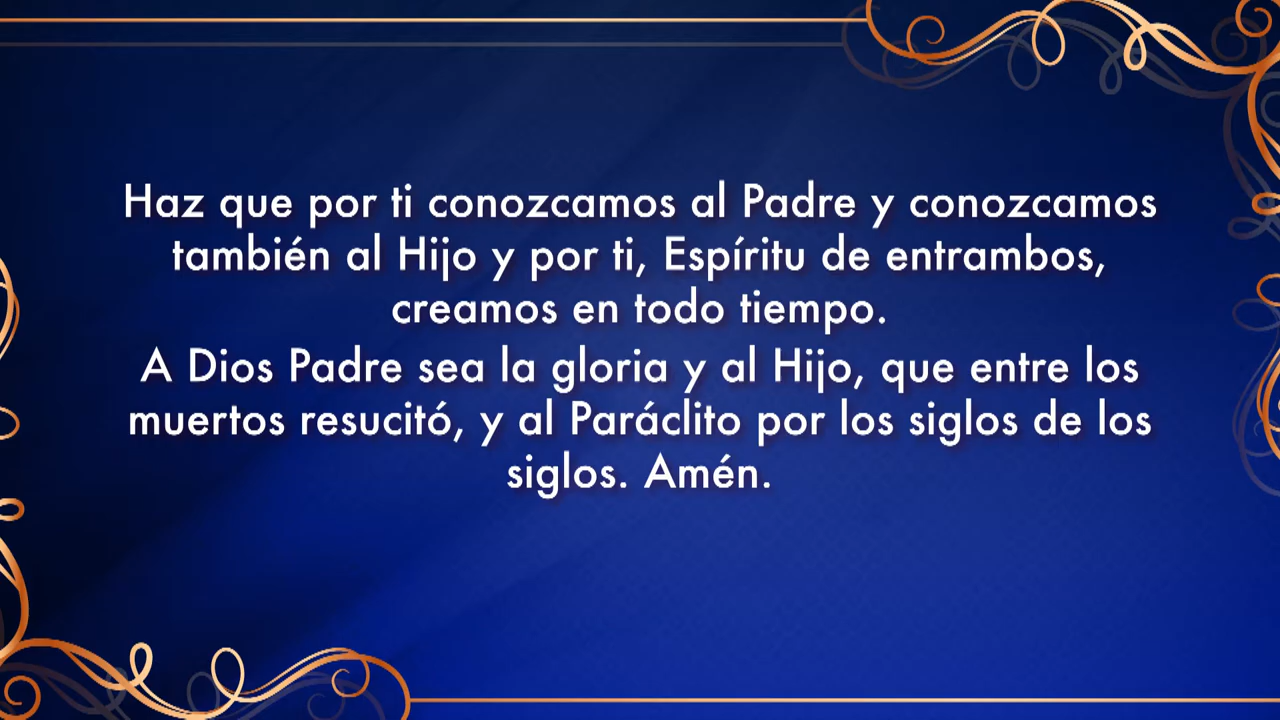 Haz que por ti conozcamos al Padre y conozcamos
también al Hijo y por ti, Espíritu de entrambos,
creamos en todo tiempo.
A Dios Padre sea la gloria y al Hijo, que entre los
muertos resucitó, y al Paráclito por los siglos de los
siglos. Amén.